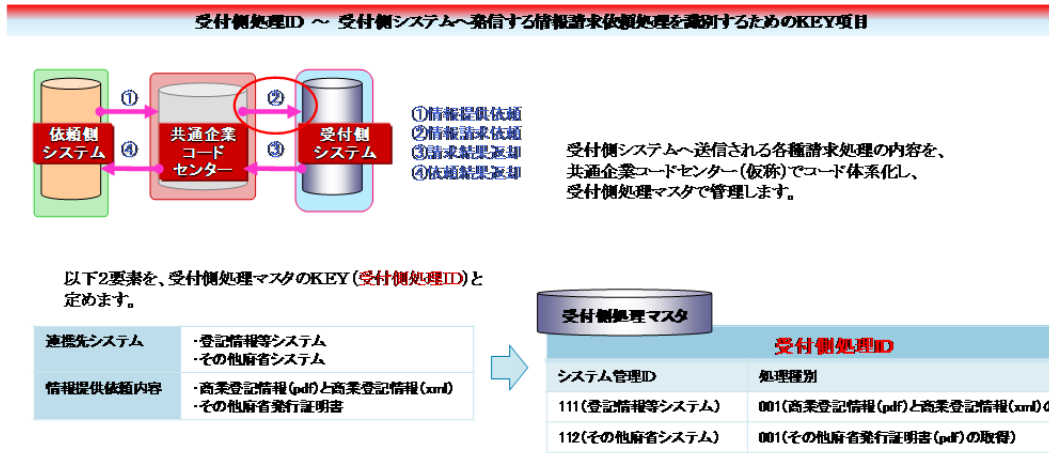 受付側処理ID ～ 受付側システムへ発信する情報請求依頼処理を識別するためのKEY項目
① ②
依頼側
システム
共通企業
コード
センター
受付側
システム
④ ③
①情報提供依頼
②情報請求依頼
③請求結果返却
④依頼結果返却
受付側システムへ送信される各種請求処理の内容を、
共通企業コードセンター（仮称）でコード体系化し、
受付側処理マスタで管理します。
以下2要素を、受付側処理マスタのKEY（受付側処理ID）と
定めます。
連携先システム
・登記情報等システム
・その他府省システム
情報提供依頼内容
・商業登記情報（pdf）と商業登記情報（xml）
・その他府省発行証明書
受付側処理マスタ
受付側処理ID
システム管理ID 処理種別
111（登記情報等システム） 001（商業登記情報（pdf）と商業登記情報（xml）の
112（その他府省システム） 001（その他府省発行証明書（pdf）の取得）